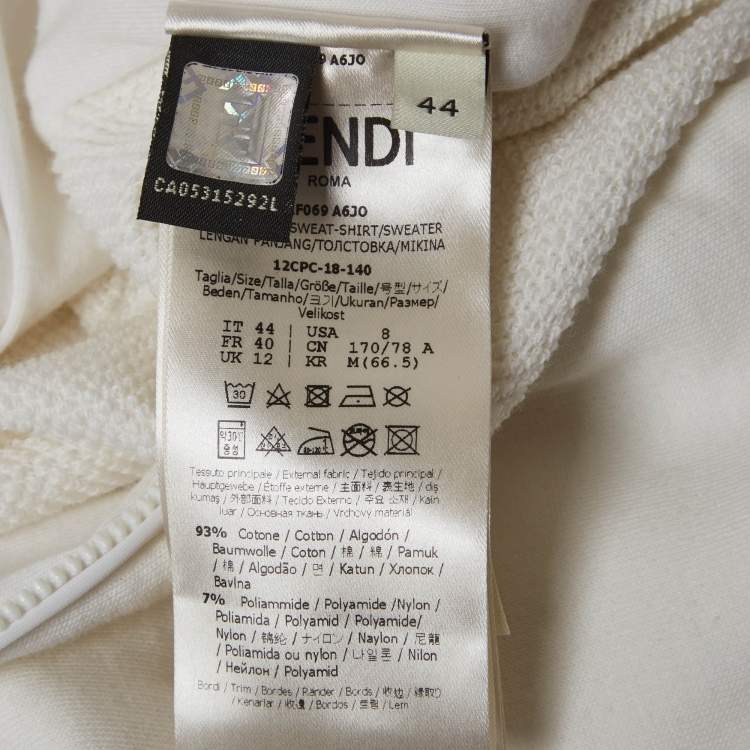 A6JO
44
ENDI
ROMA
CA05315292L
F069 A6JO
SWEAT-SHIRT/SWEATER
LENGAN PANJANG/ТОЛСТОВКА/MIKINA
12CPC-18-140
Taglia/Size/Talla/Größe/Taille/号型/サイズ/
Beden/Tamanho/크기/Ukuran/Размер/
Velikost
IT 44 | USA 8
FR 40 | CN 170/78 A
UK 12 | KR M(66.5)
30
약30℃
중성
Tessuto principale / External fabric / Tejido principal /
Hauptgewebe / Étoffe externe / 主面料 / 表生地 / dış
kumaş / 外部面料 / Tecido Externo / 주요 소재 / Kain
luar / Основная ткань / Vrchový materiál
93% Cotone / Cotton / Algodón /
Baumwolle / Coton / 棉 / 綿 / Pamuk
/ 棉 / Algodão / 면 / Katun / Хлопок /
Bavlna
7% Poliammide / Polyamide /Nylon /
Poliamida / Polyamid / Polyamide/
Nylon / 锦纶 / ナイロン / Naylon / 尼龍
/ Poliamida ou nylon / 나일론 / Nilon
/ Нейлон / Polyamid
Bordi / Trim / Bordes / Ränder / Bords / 收边 / 縁取り
/ Kenarlar / 收邊 / Bordos / 트림 / Lem